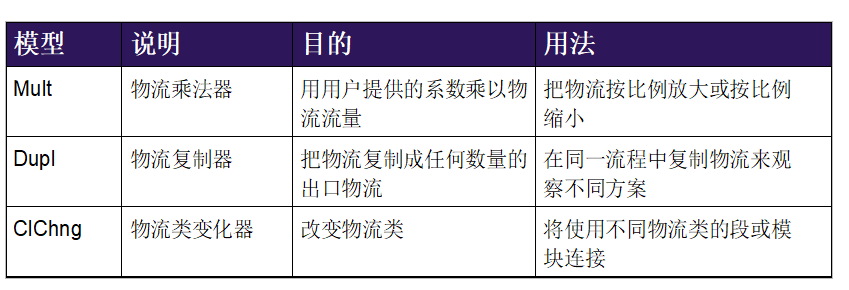 模型 说明 目的 用法
Mult 物流乘法器 用用户提供的系数乘以物 把物流按比例放大或按比例
流流量 缩小
Dupl 物流复制器 把物流复制成任何数量的 在同一流程中复制物流来观
出口物流 察不同方案
ClChng 物流类变化器 改变物流类 将使用不同物流类的段或模
块连接